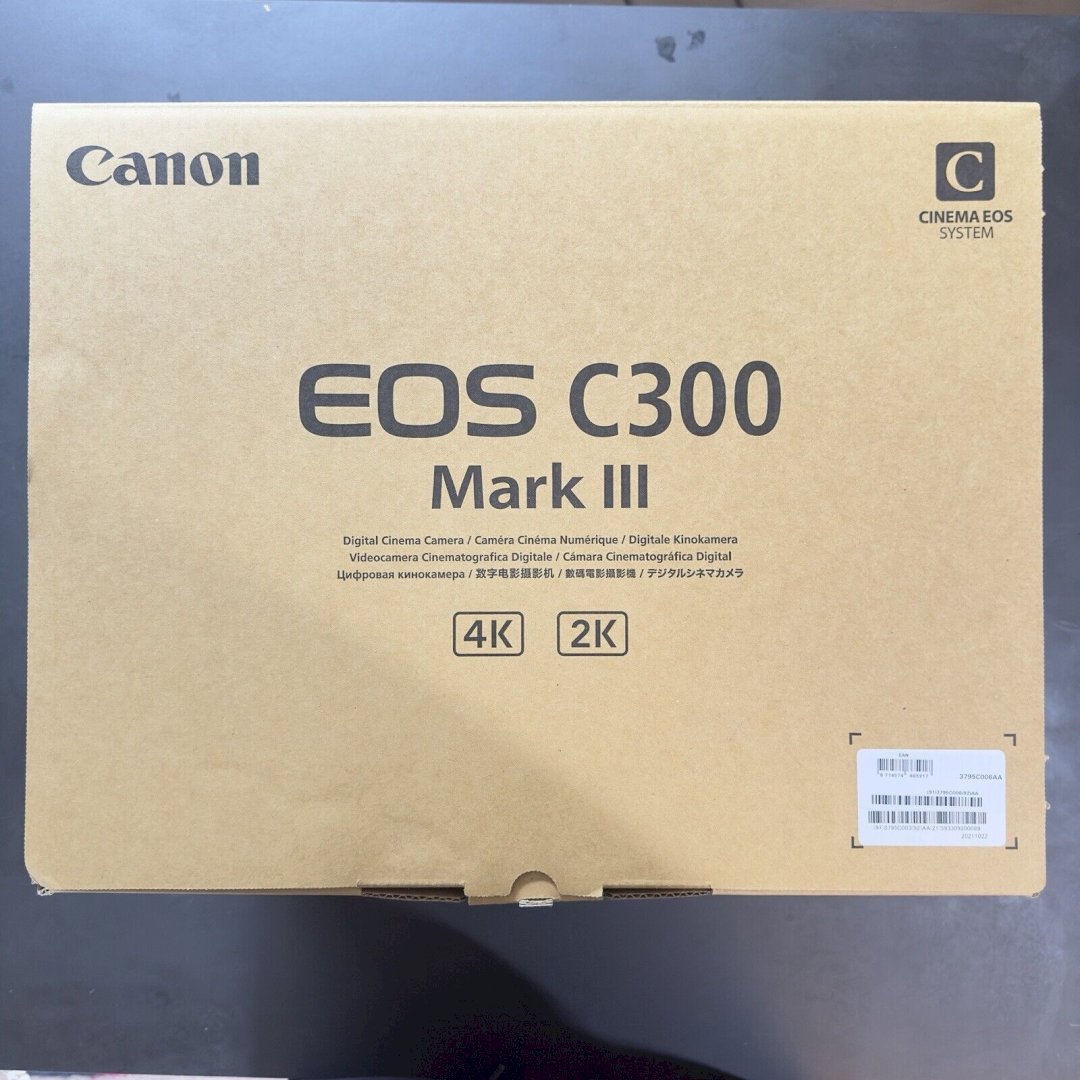 Canon
C
CINEMA EOS
SYSTEM
EOS C300
Mark III
Digital Cinema Camera / Caméra Cinéma Numérique / Digitale Kinokamera
Videocamera Cinematografica Digitale / Cámara Cinematográfica Digital
Цифровая кинокамера / 数字电影摄影机 / 數碼電影攝影機 / デジタルシネマカメラ
4K 2K
EAN
3795C006AA
20211022